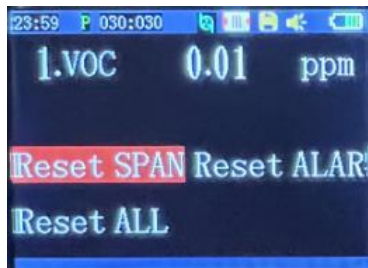 23:59 P 030:030
1.VOC 0.01 ppm
Reset SPAN Reset ALAR
Reset ALL